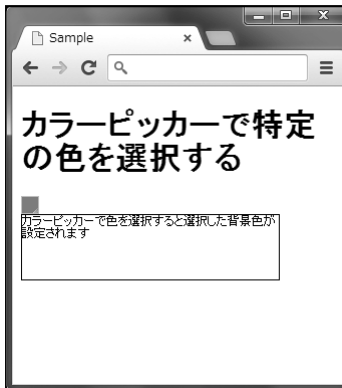 Sample
カラーピッカーで特定
の色を選択する
カラーピッカーで色を選択すると選択した背景色が
設定されます